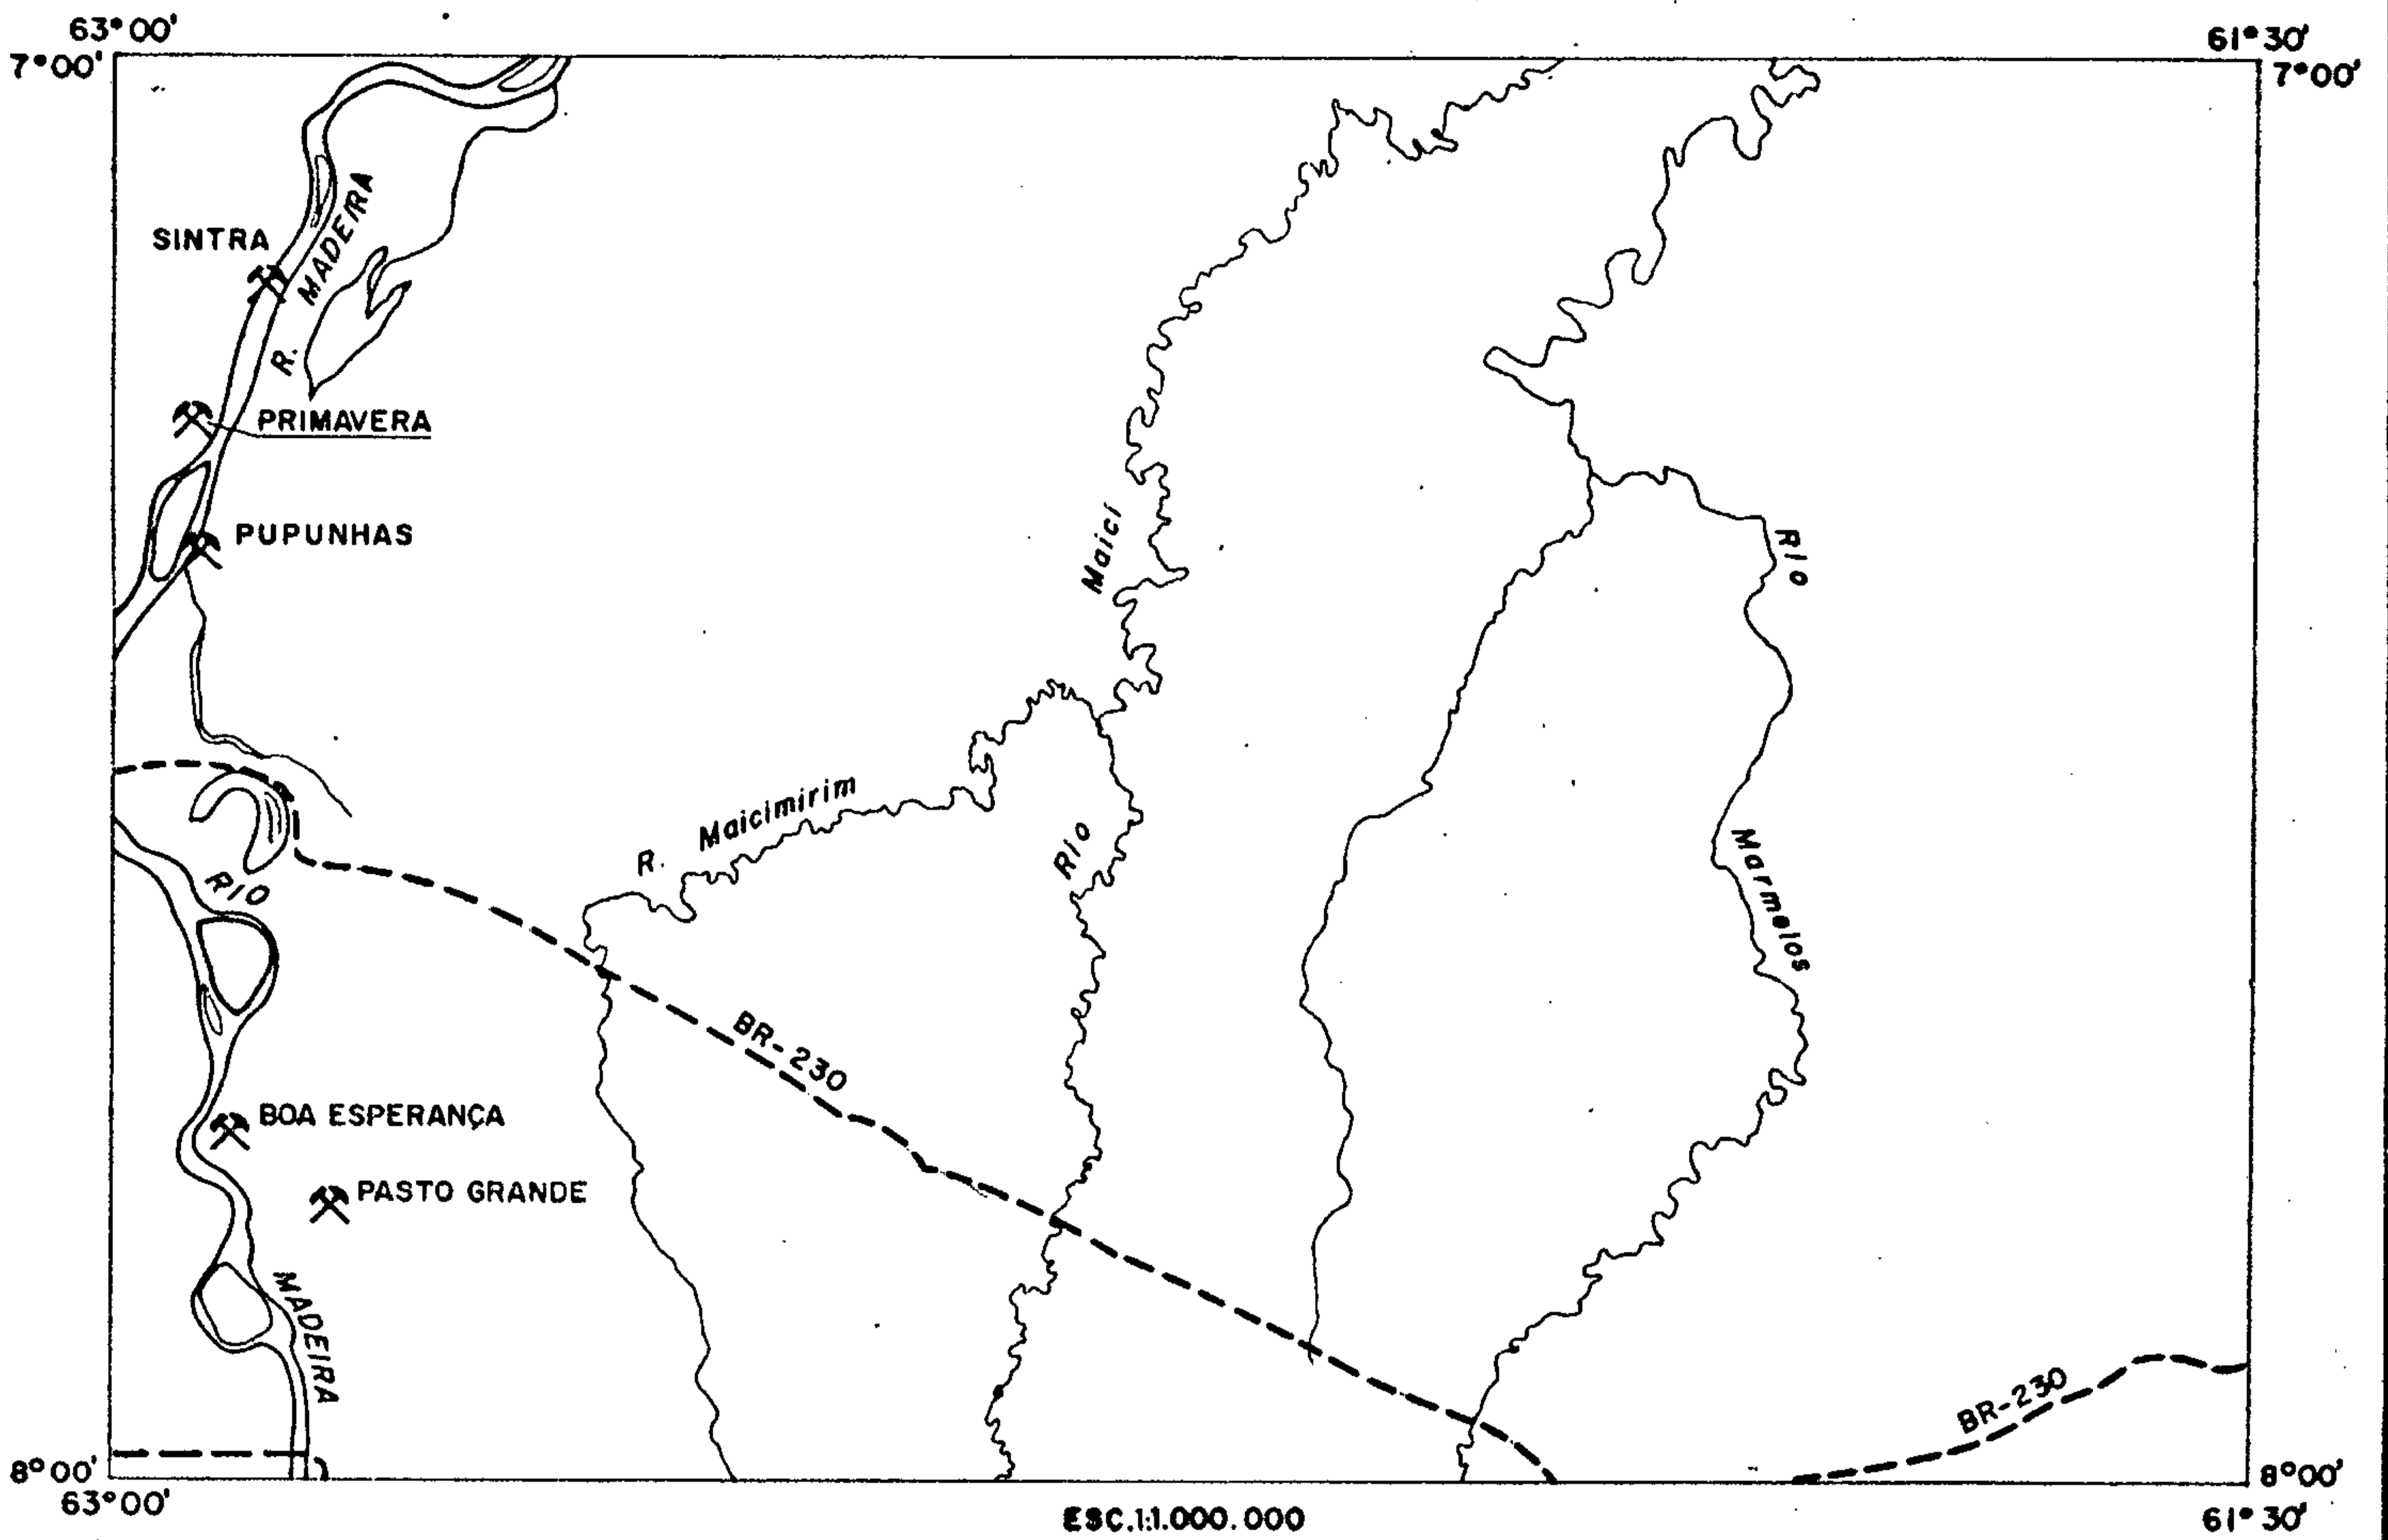 63°00'
61°30'
7°00'
7°00'
SINTRA
R. MADEIRA
PRIMAVERA
PUPUNHAS
Rio Maici
RIO Marmelos
R. Maicimirim
RIO MADEIRA
BR-230
BOA ESPERANÇA
PASTO GRANDE
BR-230
8°00'
8°00'
63°00'
61°30'
ESC.1:1.000.000